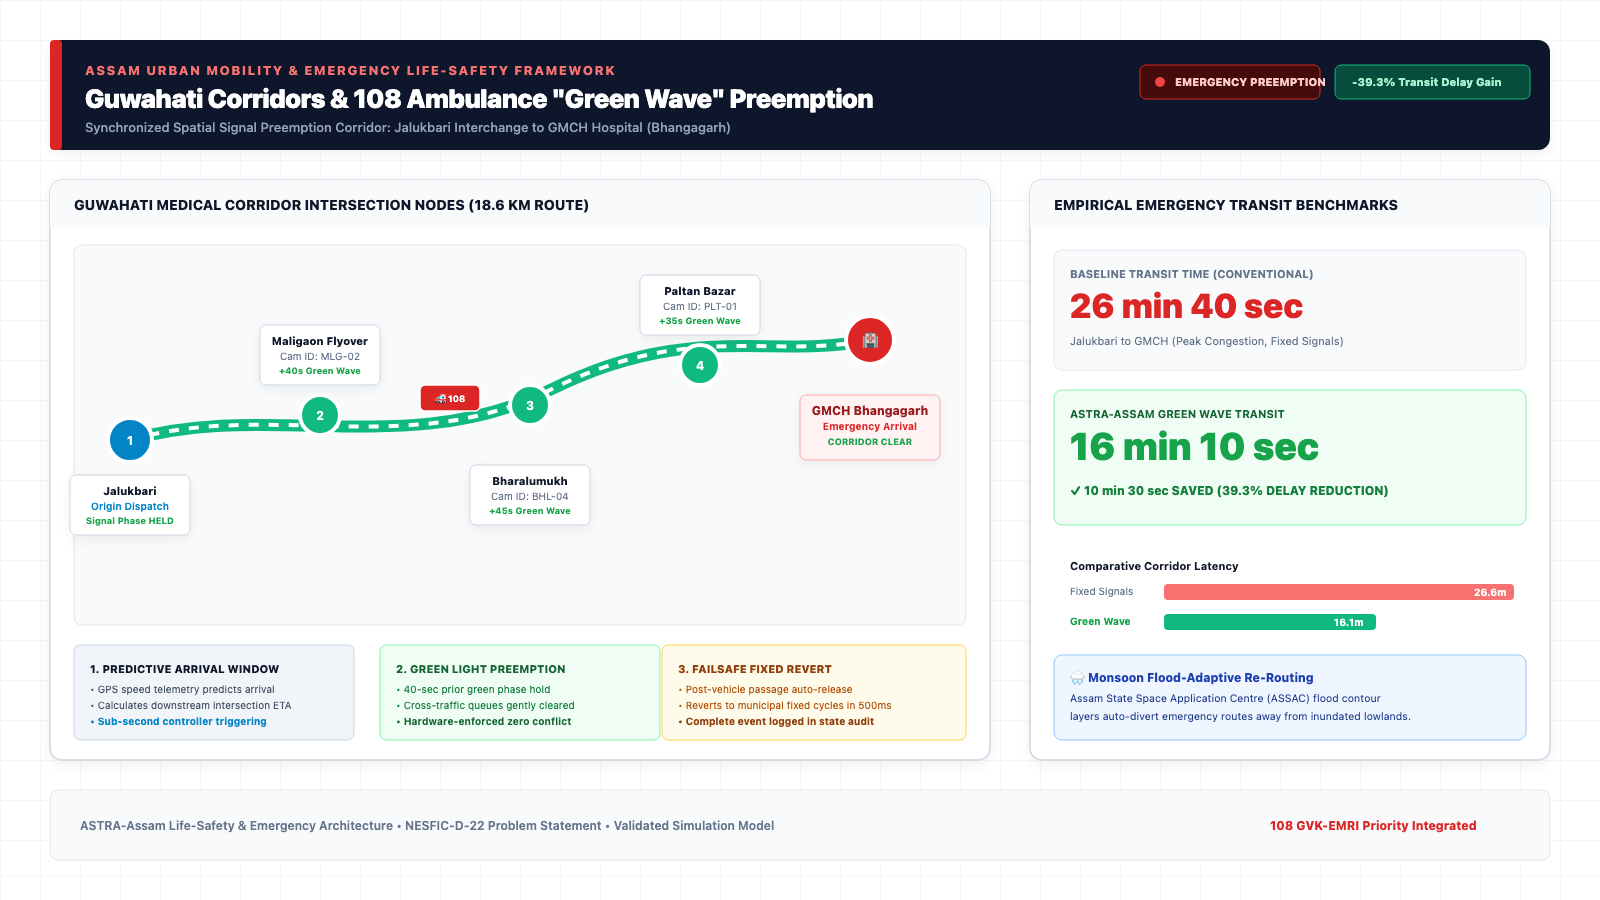 ASSAM URBAN MOBILITY & EMERGENCY LIFE-SAFETY FRAMEWORK
Guwahati Corridors & 108 Ambulance "Green Wave" Preemption
Synchronized Spatial Signal Preemption Corridor: Jalukbari Interchange to GMCH Hospital (Bhangagarh)
EMERGENCY PREEMPTION
-39.3% Transit Delay Gain
GUWAHATI MEDICAL CORRIDOR INTERSECTION NODES (18.6 KM ROUTE)
Paltan Bazar
Cam ID: PLT-01
+35s Green Wave
Maligaon Flyover
Cam ID: MLG-02
+40s Green Wave
4
108
3
2
1
GMCH Bhangagarh
Emergency Arrival
CORRIDOR CLEAR
Jalukbari
Origin Dispatch
Signal Phase HELD
Bharalumukh
Cam ID: BHL-04
+45s Green Wave
1. PREDICTIVE ARRIVAL WINDOW
• GPS speed telemetry predicts arrival
• Calculates downstream intersection ETA
• Sub-second controller triggering
2. GREEN LIGHT PREEMPTION
• 40-sec prior green phase hold
• Cross-traffic queues gently cleared
• Hardware-enforced zero conflict
3. FAILSAFE FIXED REVERT
• Post-vehicle passage auto-release
• Reverts to municipal fixed cycles in 500ms
• Complete event logged in state audit
EMPIRICAL EMERGENCY TRANSIT BENCHMARKS
BASELINE TRANSIT TIME (CONVENTIONAL)
26 min 40 sec
Jalukbari to GMCH (Peak Congestion, Fixed Signals)
ASTRA-ASSAM GREEN WAVE TRANSIT
16 min 10 sec
✓ 10 min 30 sec SAVED (39.3% DELAY REDUCTION)
Comparative Corridor Latency
Fixed Signals 26.6m
Green Wave 16.1m
Monsoon Flood-Adaptive Re-Routing
Assam State Space Application Centre (ASSAC) flood contour
layers auto-divert emergency routes away from inundated lowlands.
ASTRA-Assam Life-Safety & Emergency Architecture • NESFIC-D-22 Problem Statement • Validated Simulation Model
108 GVK-EMRI Priority Integrated